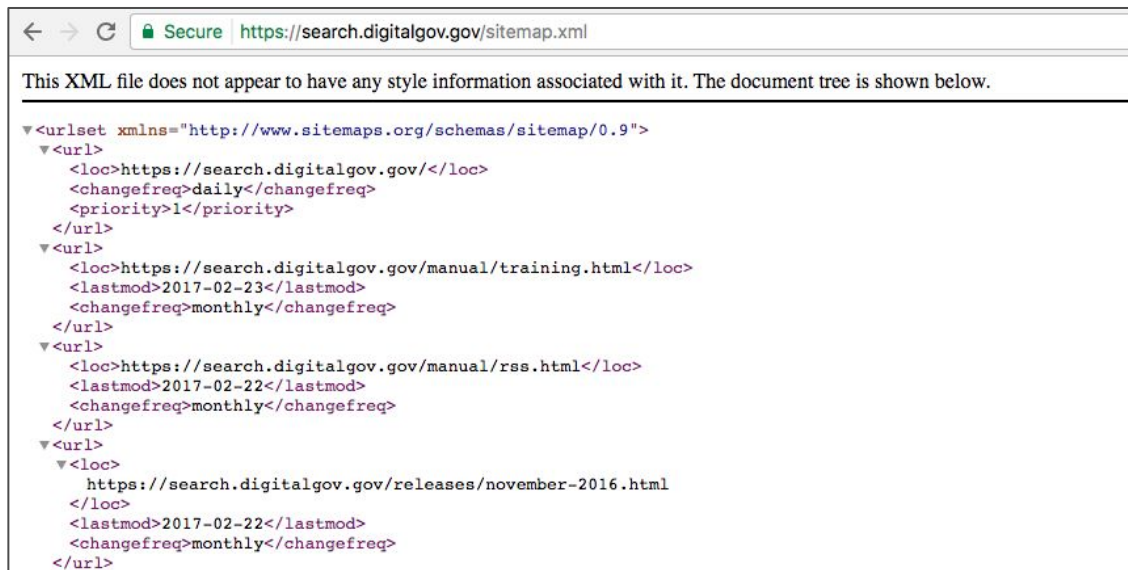 Secure https://search.digitalgov.gov/sitemap.xml
This XML file does not appear to have any style information associated with it. The document tree is shown below.
<urlset xmlns="http://www.sitemaps.org/schemas/sitemap/0.9">
<url>
<loc>https://search.digitalgov.gov/</loc>
<changefreq>daily</changefreq>
<priority>1</priority>
</url>
<url>
<loc>https://search.digitalgov.gov/manual/training.html</loc>
<lastmod>2017-02-23</lastmod>
<changefreq>monthly</changefreq>
</url>
<url>
<loc>https://search.digitalgov.gov/manual/rss.html</loc>
<lastmod>2017-02-22</lastmod>
<changefreq>monthly</changefreq>
</url>
<url>
<loc>
https://search.digitalgov.gov/releases/november-2016.html
</loc>
<lastmod>2017-02-22</lastmod>
<changefreq>monthly</changefreq>
</url>